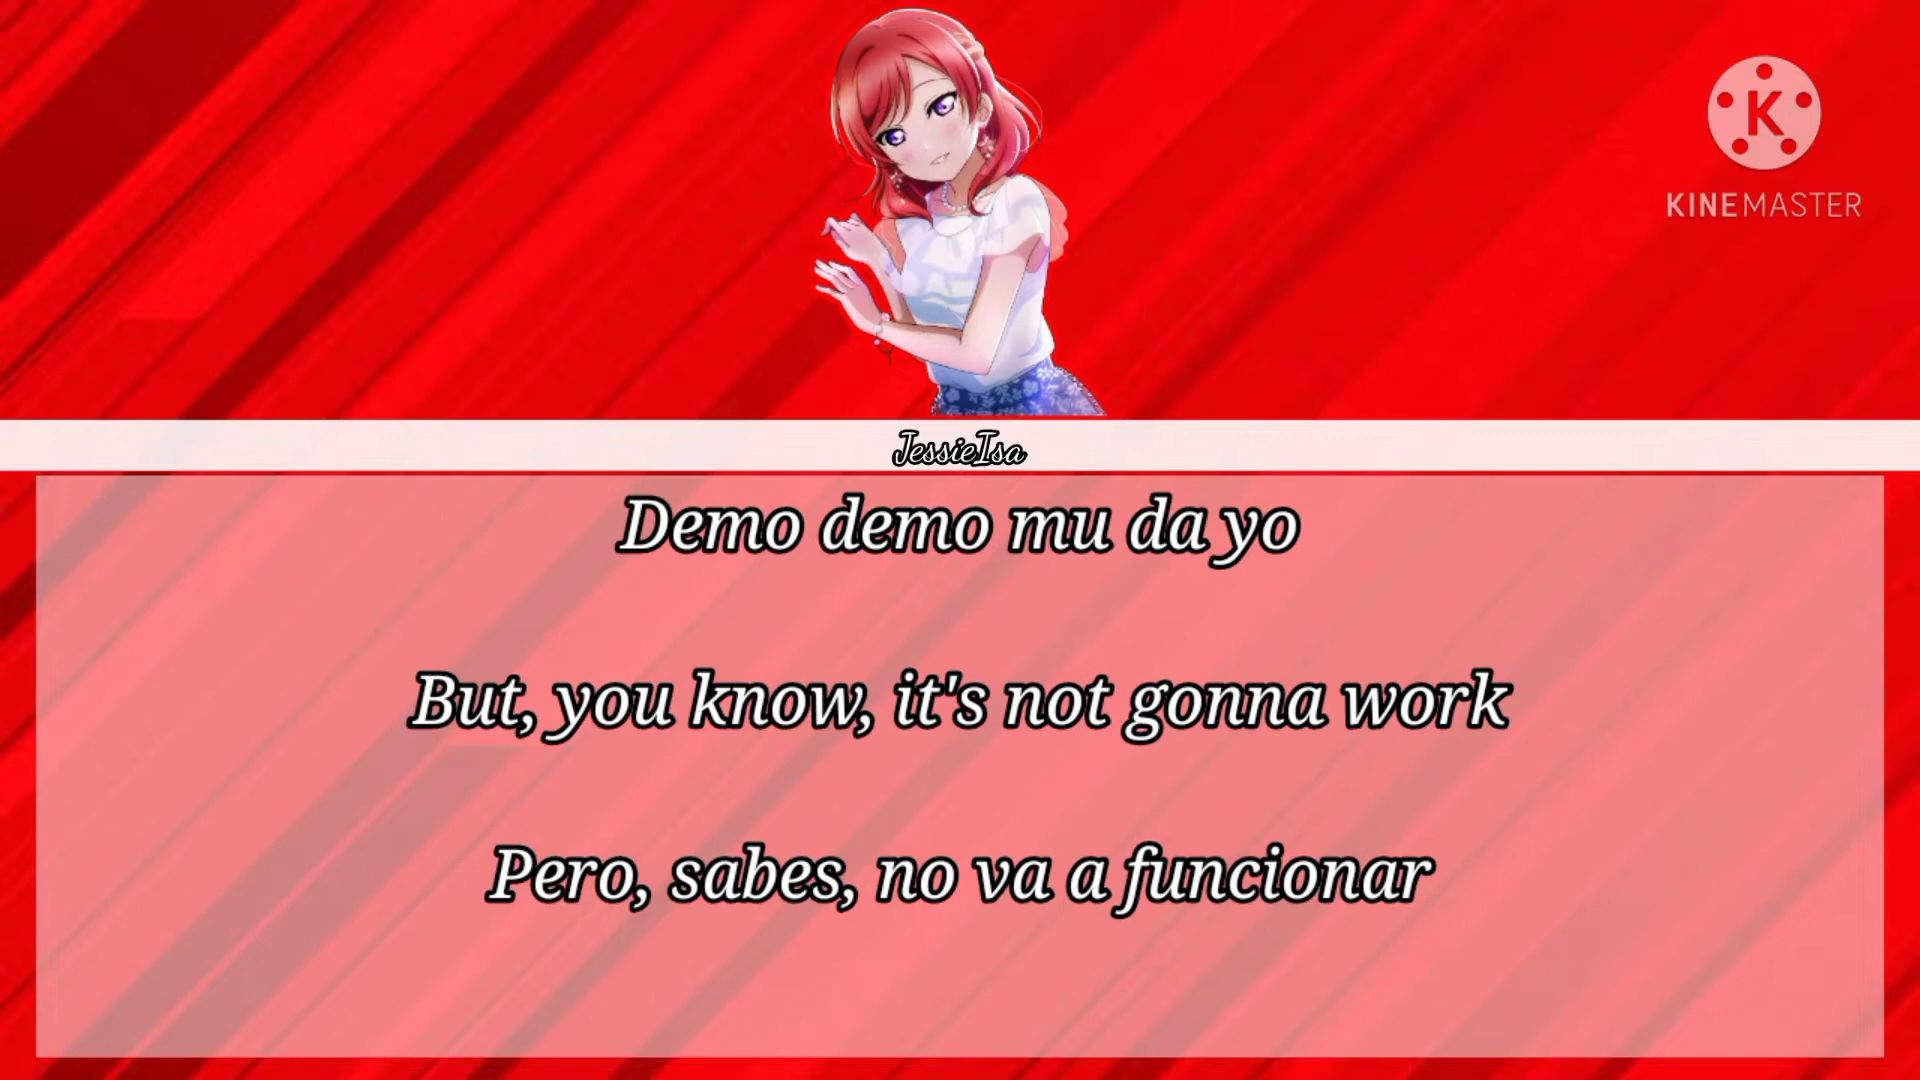 K
KINEMASTER
JessieIsa
Demo demo mu da yo
But, you know, it's not gonna work
Pero, sabes, no va a funcionar